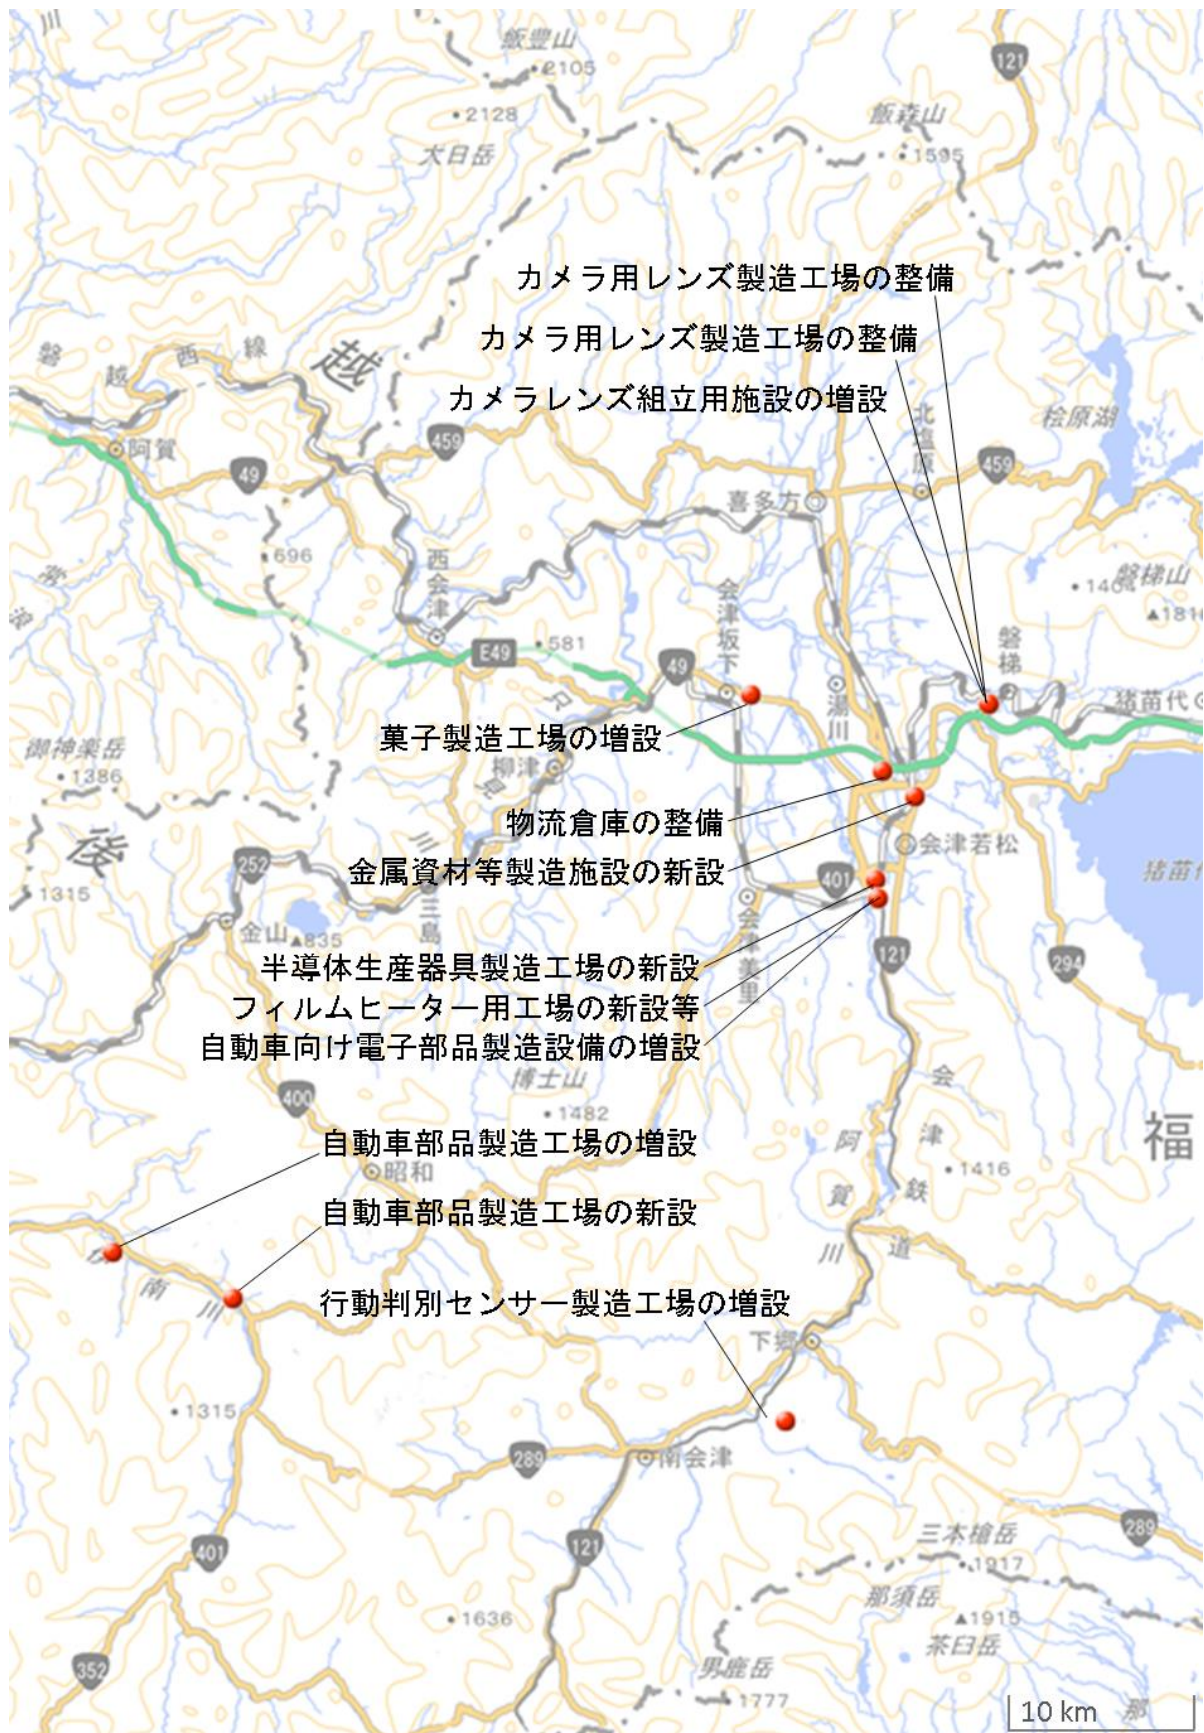 川
飯豊山
2105
121
2128
大日岳
飯森山
1595
カメラ用レンズ製造工場の整備
カメラ用レンズ製造工場の整備
カメラレンズ組立用施設の増設
磐越西線
越
459
北塩原
桧原湖
阿賀
49
459
喜多方
696
西会津
会津坂下
磐梯山
140
1816
常浪
E49
581
49
磐梯
只見
湯川
猪苗代
菓子製造工場の増設
御神楽岳
1386
柳津
物流倉庫の整備
後
川
会津若松
252
金属資材等製造施設の新設
401
猪苗代
1315
三島
会津美里
金山
835
121
294
半導体生産器具製造工場の新設
フィルムヒーター用工場の新設等
自動車向け電子部品製造設備の増設
博士山
会津鉄道
400
1482
福
自動車部品製造工場の増設
阿賀川
昭和
1416
自動車部品製造工場の新設
南川
行動判別センサー製造工場の増設
下郷
1315
289
南会津
401
121
三本槍岳
289
1917
那須岳
1636
1915
茶臼岳
352
男鹿岳
1777
10 km
那